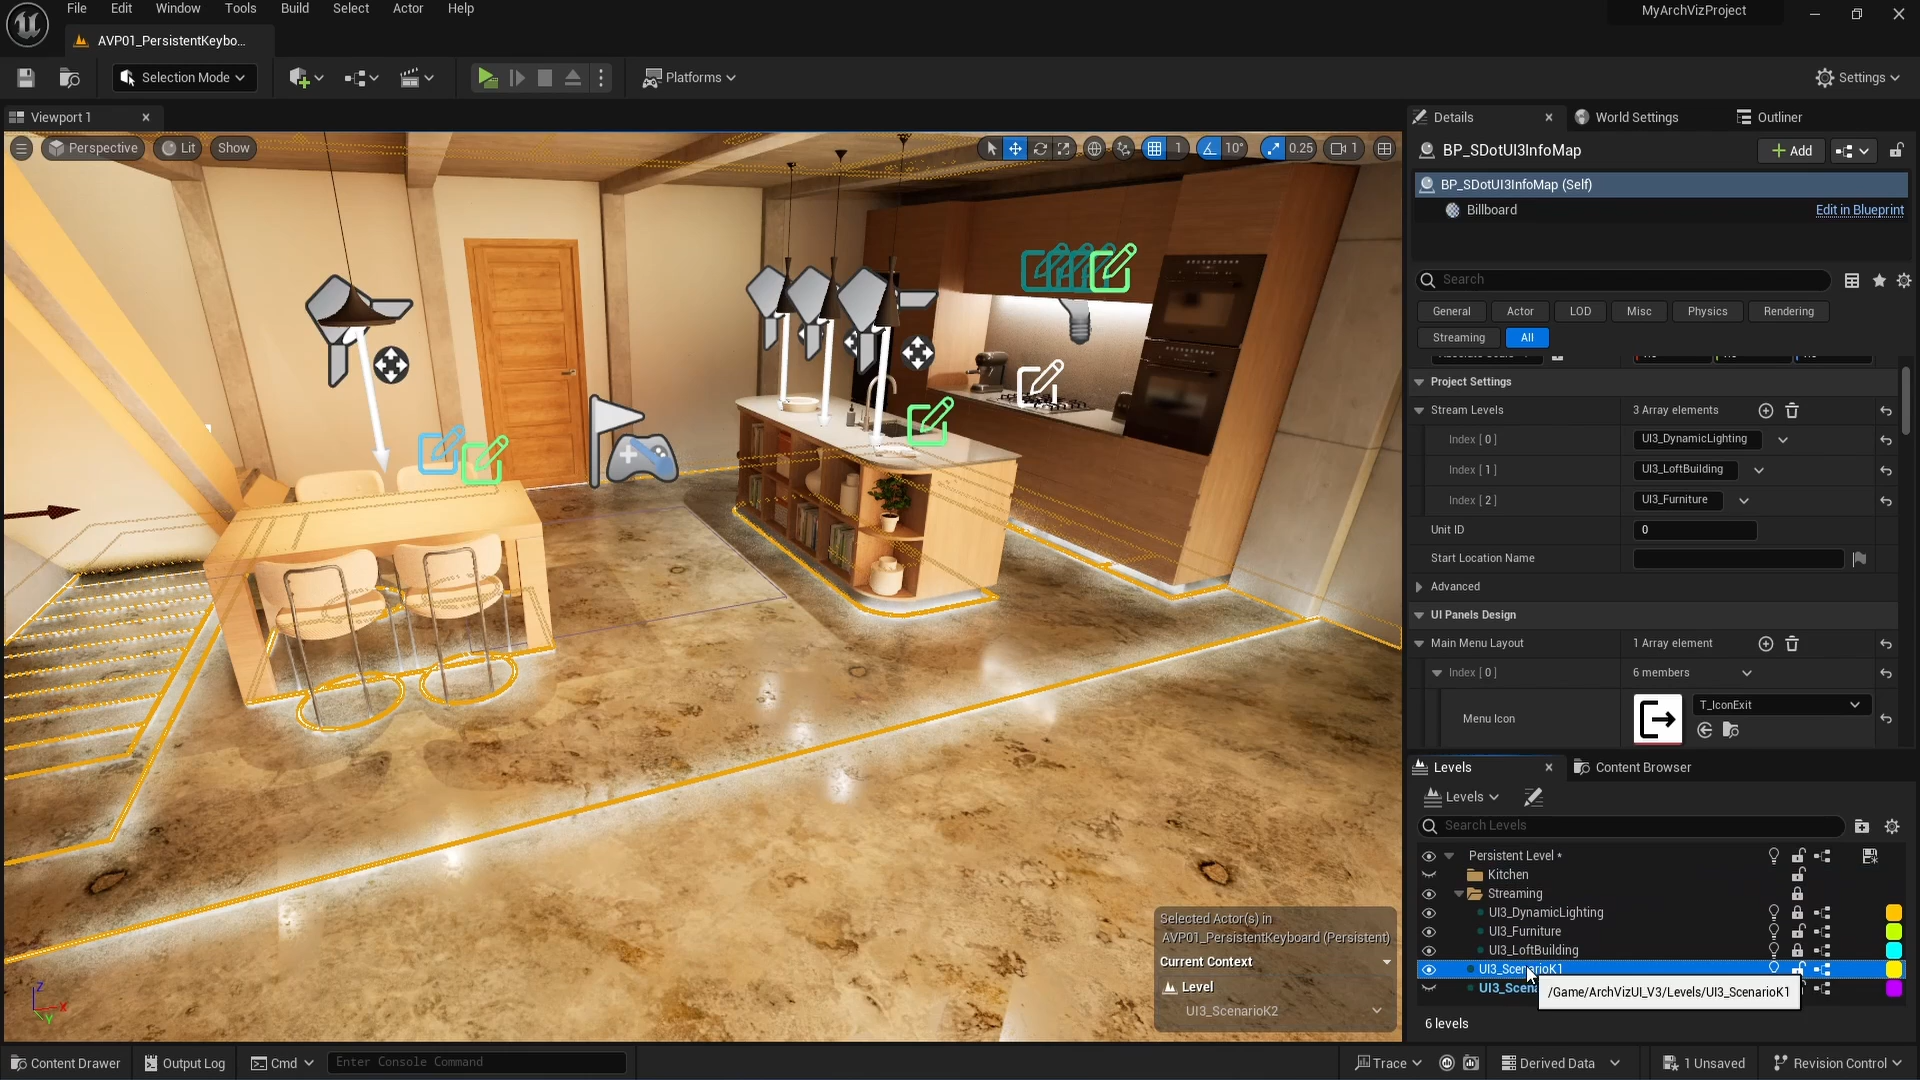 File Edit Window Tools Build Select Actor Help
MyArchVizProject
AVP01_PersistentKeybo...
Selection Mode
Platforms
Settings
Viewport 1
Perspective Lit Show
1 10° 0.25 1
Details World Settings Outliner
BP_SDotUI3InfoMap
Add
BP_SDotUI3InfoMap (Self)
Billboard Edit in Blueprint
Search
General Actor LOD Misc Physics Rendering
Streaming All
Project Settings
Stream Levels 3 Array elements
Index [ 0 ] UI3_DynamicLighting
Index [ 1 ] UI3_LoftBuilding
Index [ 2 ] UI3_Furniture
Unit ID 0
Start Location Name
Advanced
UI Panels Design
Main Menu Layout 1 Array element
Index [ 0 ] 6 members
Menu Icon T_IconExit
Levels Content Browser
Levels
Search Levels
Persistent Level *
Kitchen
Streaming
UI3_DynamicLighting
UI3_Furniture
UI3_LoftBuilding
UI3_ScenarioK1
UI3_Scena
/Game/ArchVizUI_V3/Levels/UI3_ScenarioK1
6 levels
Selected Actor(s) in
AVP01_PersistentKeyboard (Persistent)
Current Context
Level
UI3_ScenarioK2
Z
X
Y
Content Drawer Output Log Cmd Enter Console Command Trace Derived Data 1 Unsaved Revision Control